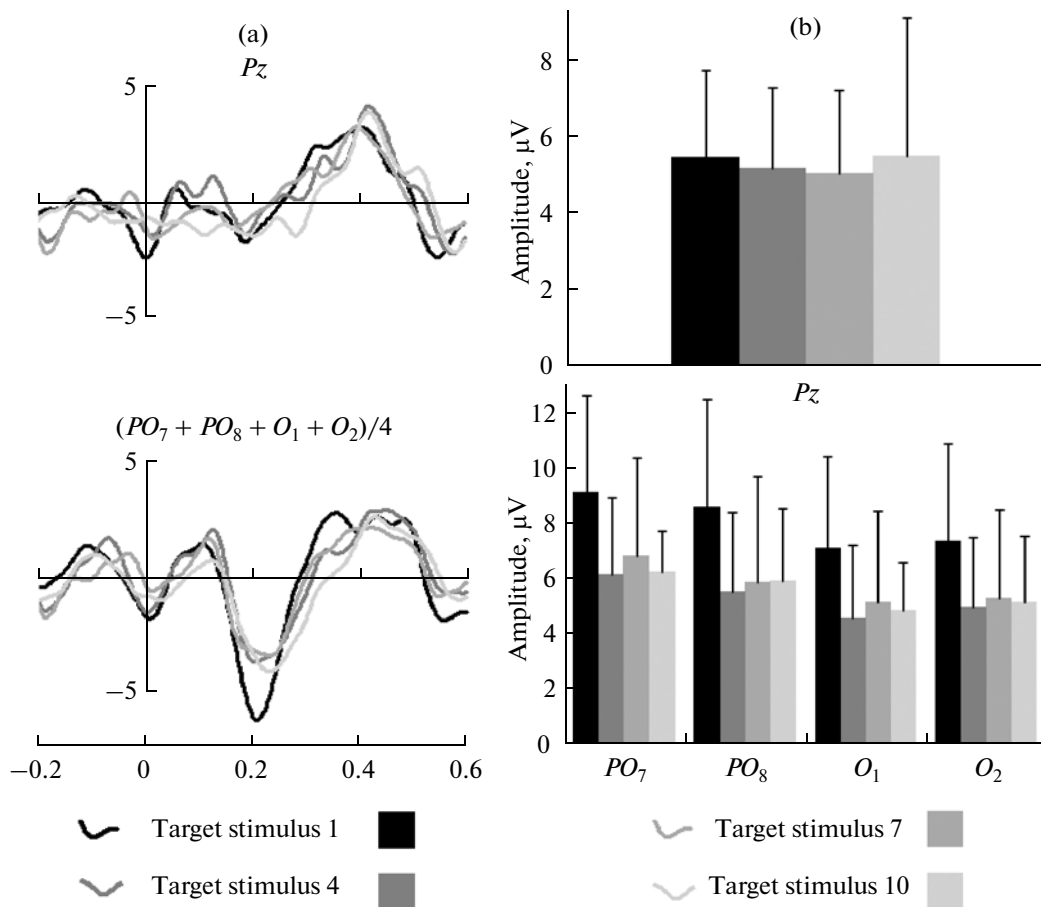 (a)
Pz
5
−5
(PO₇ + PO₈ + O₁ + O₂)/4
5
−5
−0.2 0 0.2 0.4 0.6
(b)
Amplitude, µV
8
6
4
2
0
Pz
Amplitude, µV
12
10
8
6
4
2
0
PO₇ PO₈ O₁ O₂
Target stimulus 1
Target stimulus 7
Target stimulus 4
Target stimulus 10